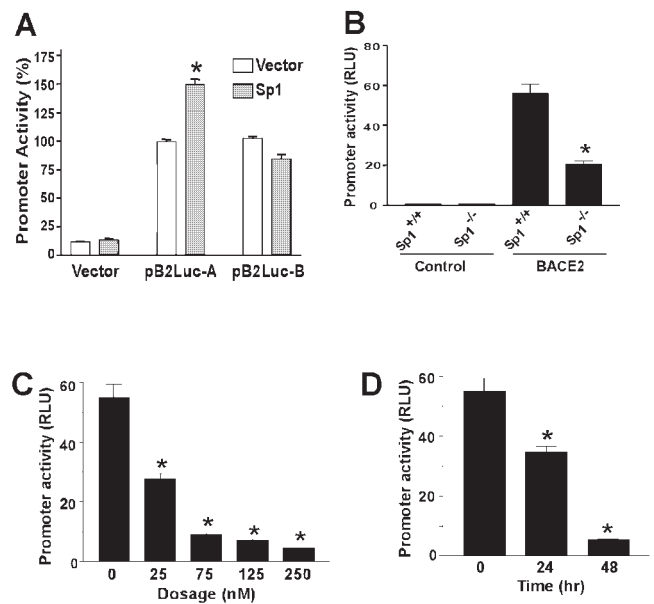 A
Promoter Activity (%)
175
150
125
100
75
50
25
0
*
Vector
Sp1
Vector
pB2Luc-A
pB2Luc-B
B
Promoter activity (RLU)
80
60
40
20
0
*
Sp1 +/+
Sp1 -/-
Sp1 +/+
Sp1 -/-
Control
BACE2
C
Promoter activity (RLU)
60
40
20
0
*
*
*
*
0 25 75 125 250
Dosage (nM)
D
Promoter activity (RLU)
60
40
20
0
*
*
0 24 48
Time (hr)